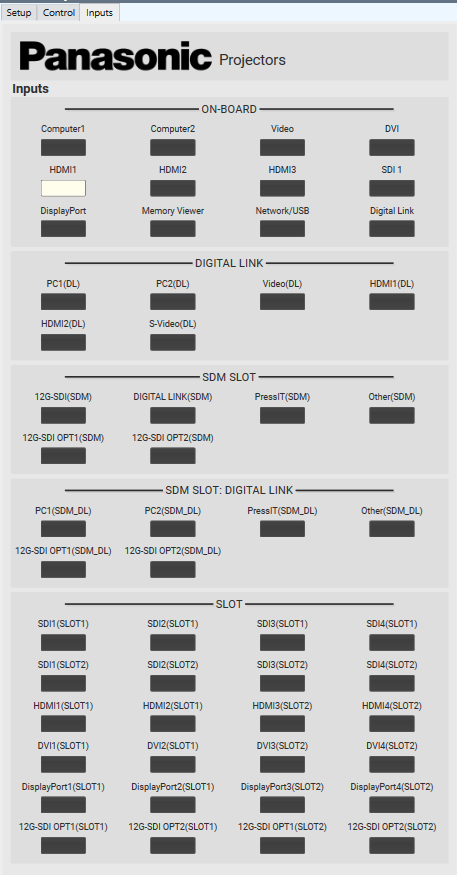 Setup Control Inputs
Panasonic Projectors
Inputs
ON-BOARD
Computer1 Computer2 Video DVI
HDMI1 HDMI2 HDMI3 SDI 1
DisplayPort Memory Viewer Network/USB Digital Link
DIGITAL LINK
PC1(DL) PC2(DL) Video(DL) HDMI1(DL)
HDMI2(DL) S-Video(DL)
SDM SLOT
12G-SDI(SDM) DIGITAL LINK(SDM) PressIT(SDM) Other(SDM)
12G-SDI OPT1(SDM) 12G-SDI OPT2(SDM)
SDM SLOT: DIGITAL LINK
PC1(SDM_DL) PC2(SDM_DL) PressIT(SDM_DL) Other(SDM_DL)
12G-SDI OPT1(SDM_DL) 12G-SDI OPT2(SDM_DL)
SLOT
SDI1(SLOT1) SDI2(SLOT1) SDI3(SLOT1) SDI4(SLOT1)
SDI1(SLOT2) SDI2(SLOT2) SDI3(SLOT2) SDI4(SLOT2)
HDMI1(SLOT1) HDMI2(SLOT1) HDMI3(SLOT2) HDMI4(SLOT2)
DVI1(SLOT1) DVI2(SLOT1) DVI3(SLOT2) DVI4(SLOT2)
DisplayPort1(SLOT1) DisplayPort2(SLOT1) DisplayPort3(SLOT2) DisplayPort4(SLOT2)
12G-SDI OPT1(SLOT1) 12G-SDI OPT2(SLOT1) 12G-SDI OPT1(SLOT2) 12G-SDI OPT2(SLOT2)